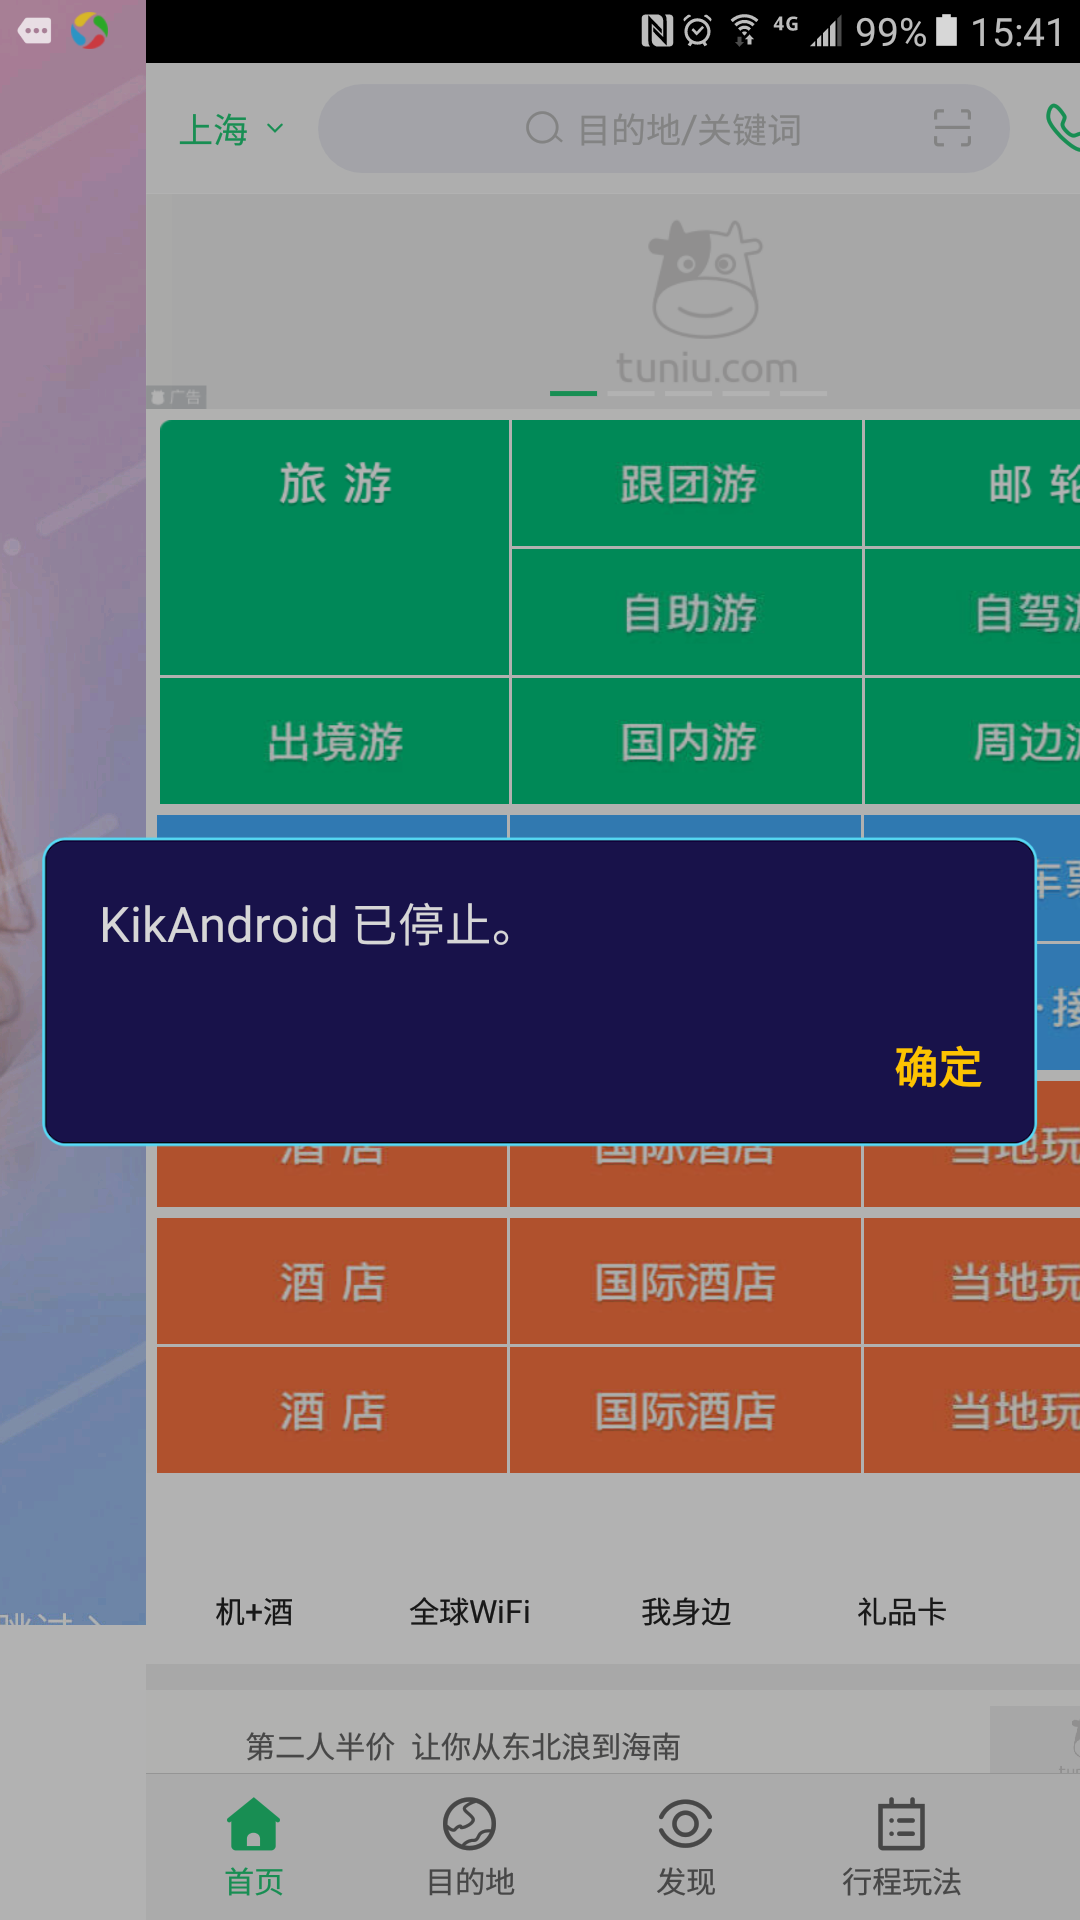 4G 99% 15:41
上海 目的地/关键词
tuniu.com
广告
旅 游 跟团游 邮
自助游 自驾
出境游 国内游 周边
KikAndroid 已停止。
确定
酒 店 国际酒店 当地玩
酒 店 国际酒店 当地玩
酒 店 国际酒店 当地玩
机+酒 全球WiFi 我身边 礼品卡
第二人半价 让你从东北浪到海南
首页 目的地 发现 行程玩法